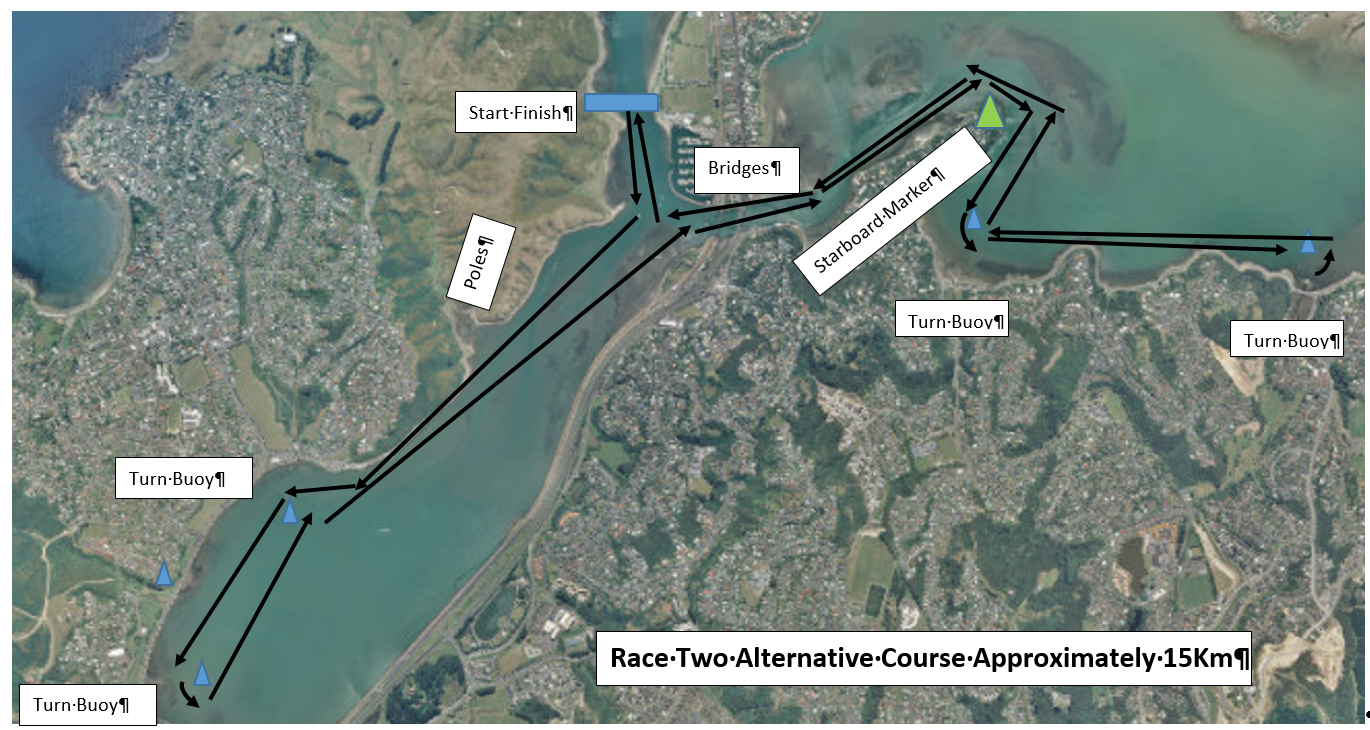 Start·Finish¶
Bridges¶
Starboard·Marker¶
Poles¶
Turn·Buoy¶
Turn·Buoy¶
Turn·Buoy¶
Turn·Buoy¶
Race·Two·Alternative·Course·Approximately·15Km¶